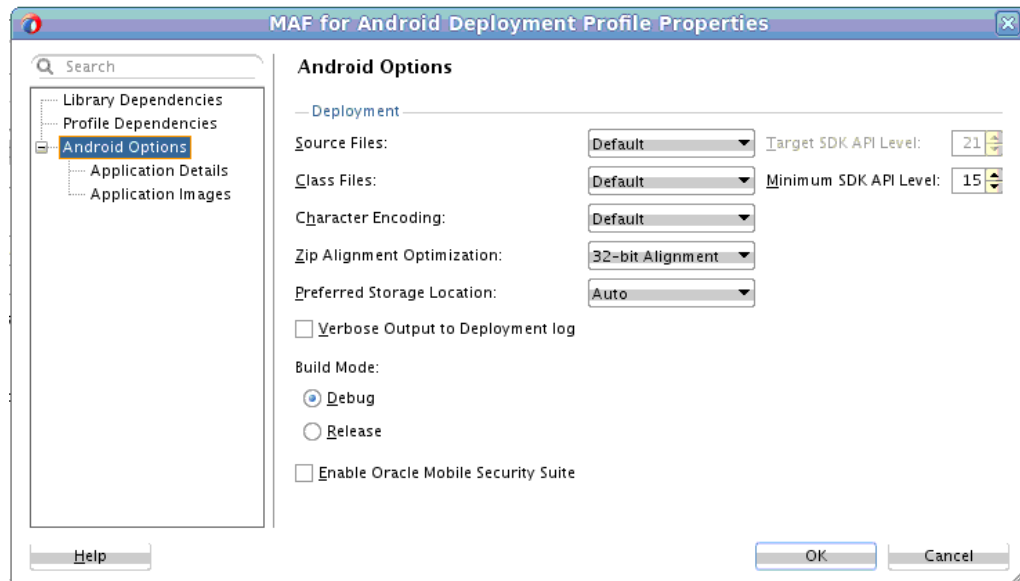 MAF for Android Deployment Profile Properties
Search
Library Dependencies
Profile Dependencies
Android Options
Application Details
Application Images
Android Options
Deployment
Source Files: Default Target SDK API Level: 21
Class Files: Default Minimum SDK API Level: 15
Character Encoding: Default
Zip Alignment Optimization: 32-bit Alignment
Preferred Storage Location: Auto
Verbose Output to Deployment log
Build Mode:
Debug
Release
Enable Oracle Mobile Security Suite
Help OK Cancel